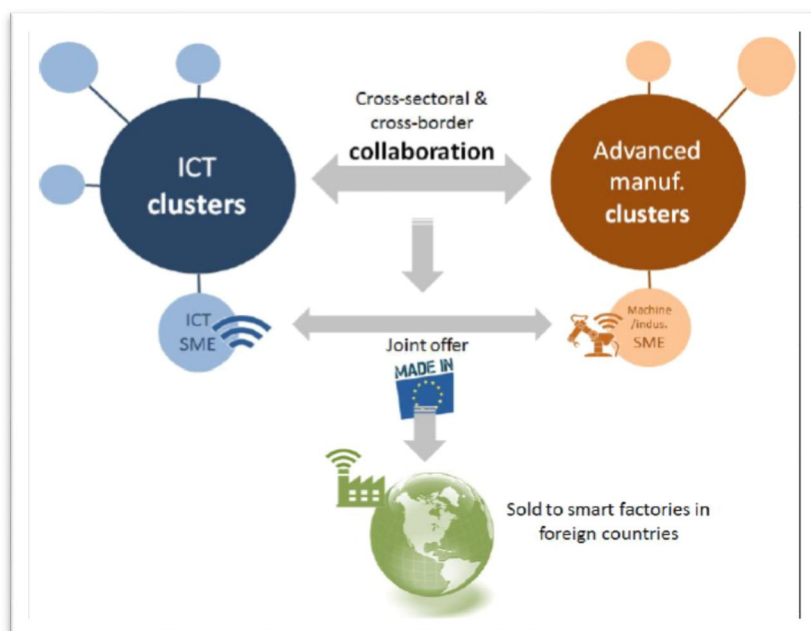 Cross-sectoral &
cross-border
collaboration
ICT
clusters
Advanced
manuf.
clusters
ICT
SME
Machine
/indus.
SME
Joint offer
MADE IN
Sold to smart factories in
foreign countries